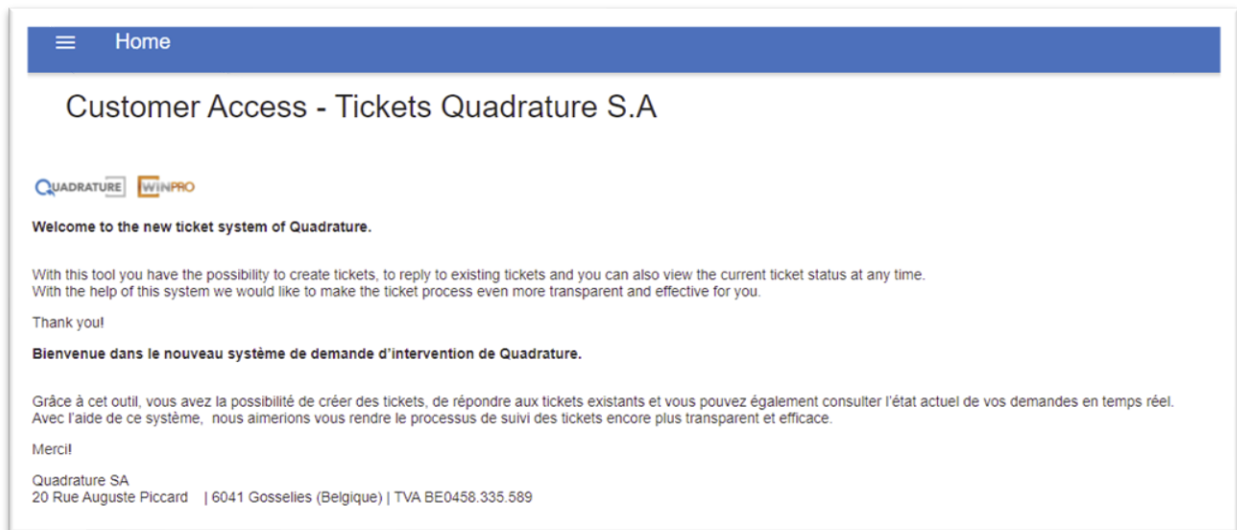 Home
Customer Access - Tickets Quadrature S.A
QUADRATURE WINPRO
Welcome to the new ticket system of Quadrature.
With this tool you have the possibility to create tickets, to reply to existing tickets and you can also view the current ticket status at any time.
With the help of this system we would like to make the ticket process even more transparent and effective for you.
Thank you!
Bienvenue dans le nouveau système de demande d'intervention de Quadrature.
Grâce à cet outil, vous avez la possibilité de créer des tickets, de répondre aux tickets existants et vous pouvez également consulter l'état actuel de vos demandes en temps réel.
Avec l'aide de ce système, nous aimerions vous rendre le processus de suivi des tickets encore plus transparent et efficace.
Merci!
Quadrature SA
20 Rue Auguste Piccard | 6041 Gosselies (Belgique) | TVA BE0458.335.589